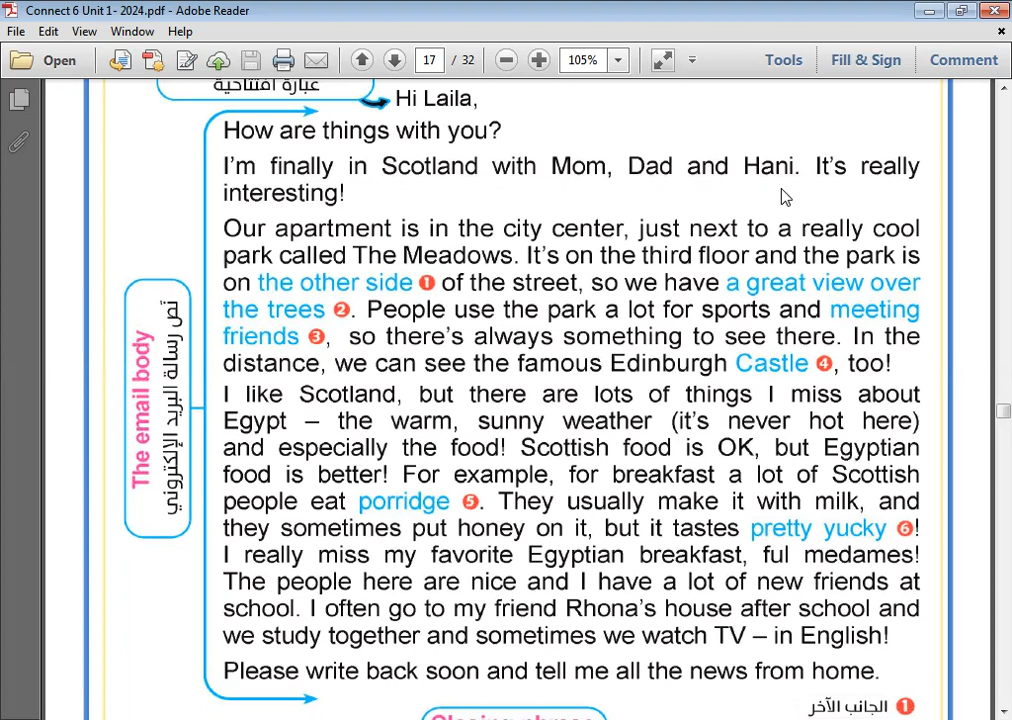 Connect 6 Unit 1- 2024.pdf - Adobe Reader
File Edit View Window Help
Open 17 / 32 105% Tools Fill & Sign Comment
عبارة افتتاحية
Hi Laila,
How are things with you?
I'm finally in Scotland with Mom, Dad and Hani. It's really
interesting!
Our apartment is in the city center, just next to a really cool
park called The Meadows. It's on the third floor and the park is
on the other side 1 of the street, so we have a great view over
the trees 2. People use the park a lot for sports and meeting
friends 3, so there's always something to see there. In the
distance, we can see the famous Edinburgh Castle 4, too!
I like Scotland, but there are lots of things I miss about
Egypt – the warm, sunny weather (it's never hot here)
and especially the food! Scottish food is OK, but Egyptian
food is better! For example, for breakfast a lot of Scottish
people eat porridge 5. They usually make it with milk, and
they sometimes put honey on it, but it tastes pretty yucky 6!
I really miss my favorite Egyptian breakfast, ful medames!
The people here are nice and I have a lot of new friends at
school. I often go to my friend Rhona's house after school and
we study together and sometimes we watch TV – in English!
Please write back soon and tell me all the news from home.
The email body
نص رسالة البريد الإلكتروني
1 الجانب الآخر
Closing phrase